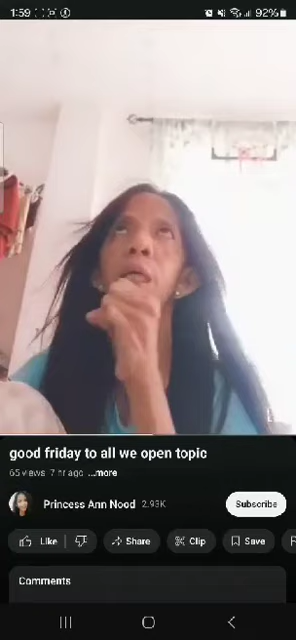 1:59
92%
good friday to all we open topic
65 views 7 hr ago ...more
Princess Ann Nood 2.93K
Subscribe
Like
Share
Clip
Save
Comments